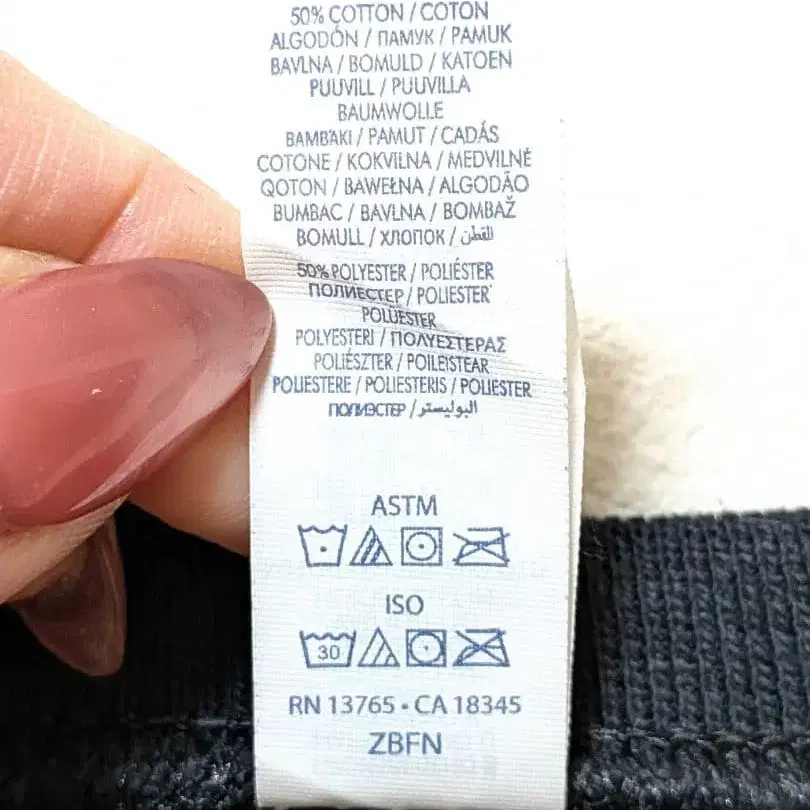 50% COTTON / COTON
ALGODÓN / ПАМУК / PAMUK
BAVLNA / BOMULD / KATOEN
PUUVILL / PUUVILLA
BAUMWOLLE
ΒΑΜΒΆΚΙ / PAMUT / CADÁS
COTONE / KOKVILNA / MEDVILNĖ
QOTON / BAWEŁNA / ALGODÃO
BUMBAC / BAVLNA / BOMBAŽ
BOMULL / ХЛОПОК / القطن
50% POLYESTER / POLIÉSTER
ПОЛИЕСТЕР / POLIESTER
POLÜESTER
POLYESTERI / ΠΟΛΥΕΣΤΕΡΑΣ
POLIÉSZTER / POILEISTEAR
POLIESTERE / POLIESTERIS / POLIESTER
ПОЛИЭСТЕР / البوليستر
ASTM
ISO
30
RN 13765 • CA 18345
ZBFN